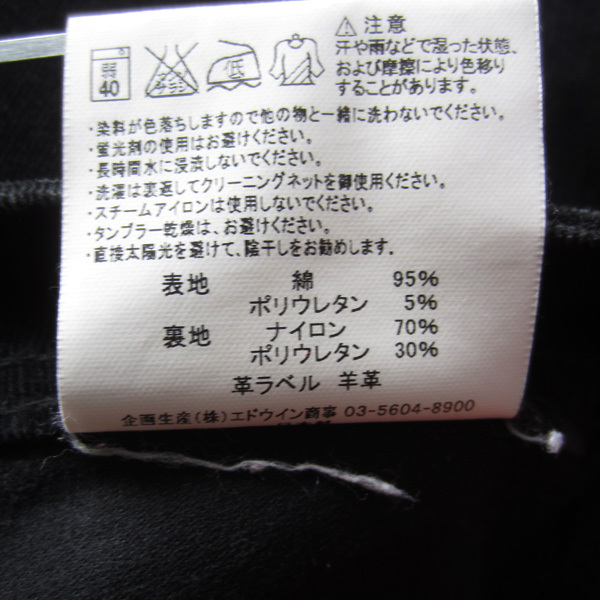 弱
40
エンソサラシ
低
⚠ 注意
汗や雨などで湿った状態、
および摩擦により色移り
することがあります。
・染料が色落ちしますので他の物と一緒に洗わないでください。
・蛍光剤の使用はお避けください。
・長時間水に浸漬しないでください。
・洗濯は裏返してクリーニングネットを御使用ください。
・スチームアイロンは使用しないでください。
・タンブラー乾燥は、お避けください。
・直接太陽光を避けて、陰干しをお勧めします.
表地 綿 95%
ポリウレタン 5%
裏地 ナイロン 70%
ポリウレタン 30%
革ラベル 羊革
企画生産(株)エドウイン商事 03-5604-8900